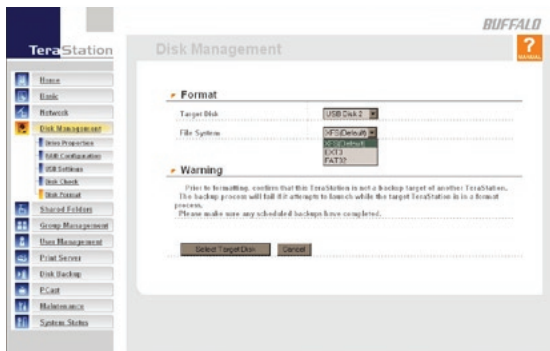 BUFFALO
TeraStation
Disk Management
?
MANUAL
Home
Basic
Network
Disk Management
Drive Properties
RAID Configuration
USB Settings
Disk Check
Disk Format
Shared Folders
Group Management
User Management
Print Server
Disk Backup
PCast
Maintenance
System Status
Format
Target Disk
USB Disk 2
File System
XFS(Default)
XFS(Default)
EXT3
FAT32
Warning
Prior to formatting, confirm that this TeraStation is not a backup target of another TeraStation.
The backup process will fail if it attempts to launch while the target TeraStation is in a format
process.
Please make sure any scheduled backups have completed.
Select Target Disk
Cancel